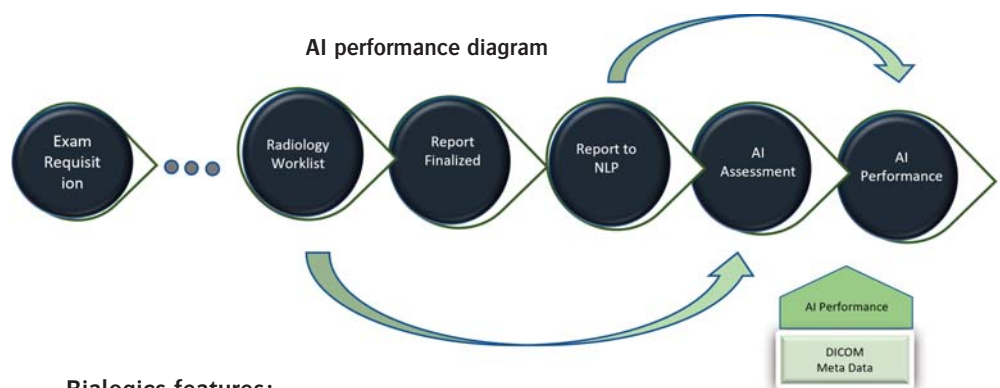 AI performance diagram
Exam
Requisit
ion
Radiology
Worklist
Report
Finalized
Report to
NLP
AI
Assessment
AI
Performance
AI Performance
DICOM
Meta Data